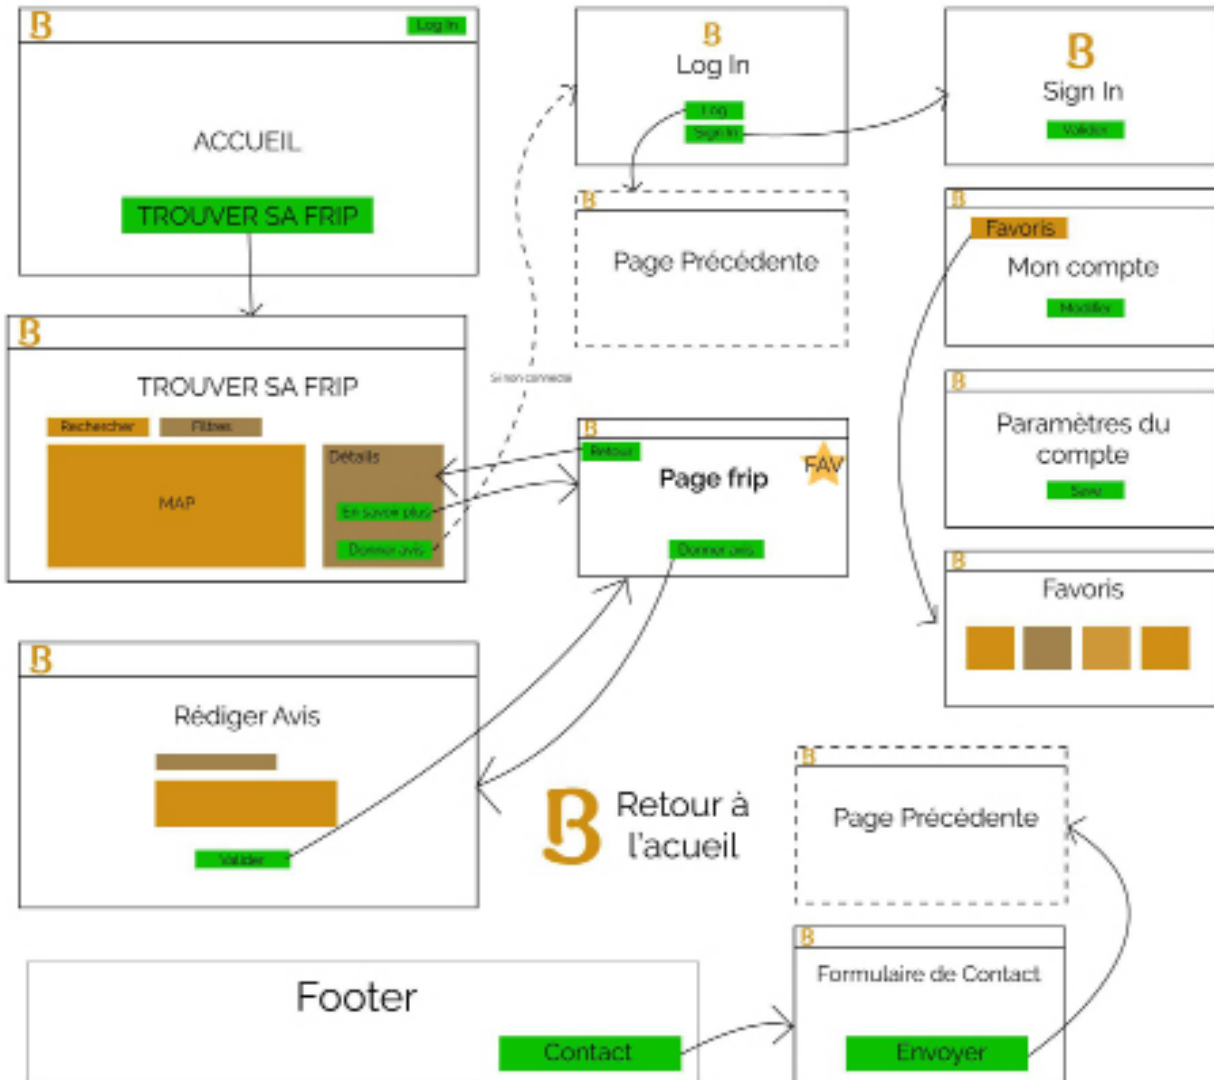 B
Log In
ACCUEIL
TROUVER SA FRIP
B
Log In
Log
Sign In
B
Sign In
Valider
B
Page Précédente
B
Favoris
Mon compte
Modifier
B
TROUVER SA FRIP
Rechercher
Filtres
MAP
Détails
En savoir plus
Donner avis
Si non connecté
B
Retour
FAV
Page frip
Donner avis
B
Paramètres du
compte
Save
B
Favoris
B
Rédiger Avis
Valider
B
Retour à
l'acueil
B
Page Précédente
Footer
Contact
B
Formulaire de Contact
Envoyer